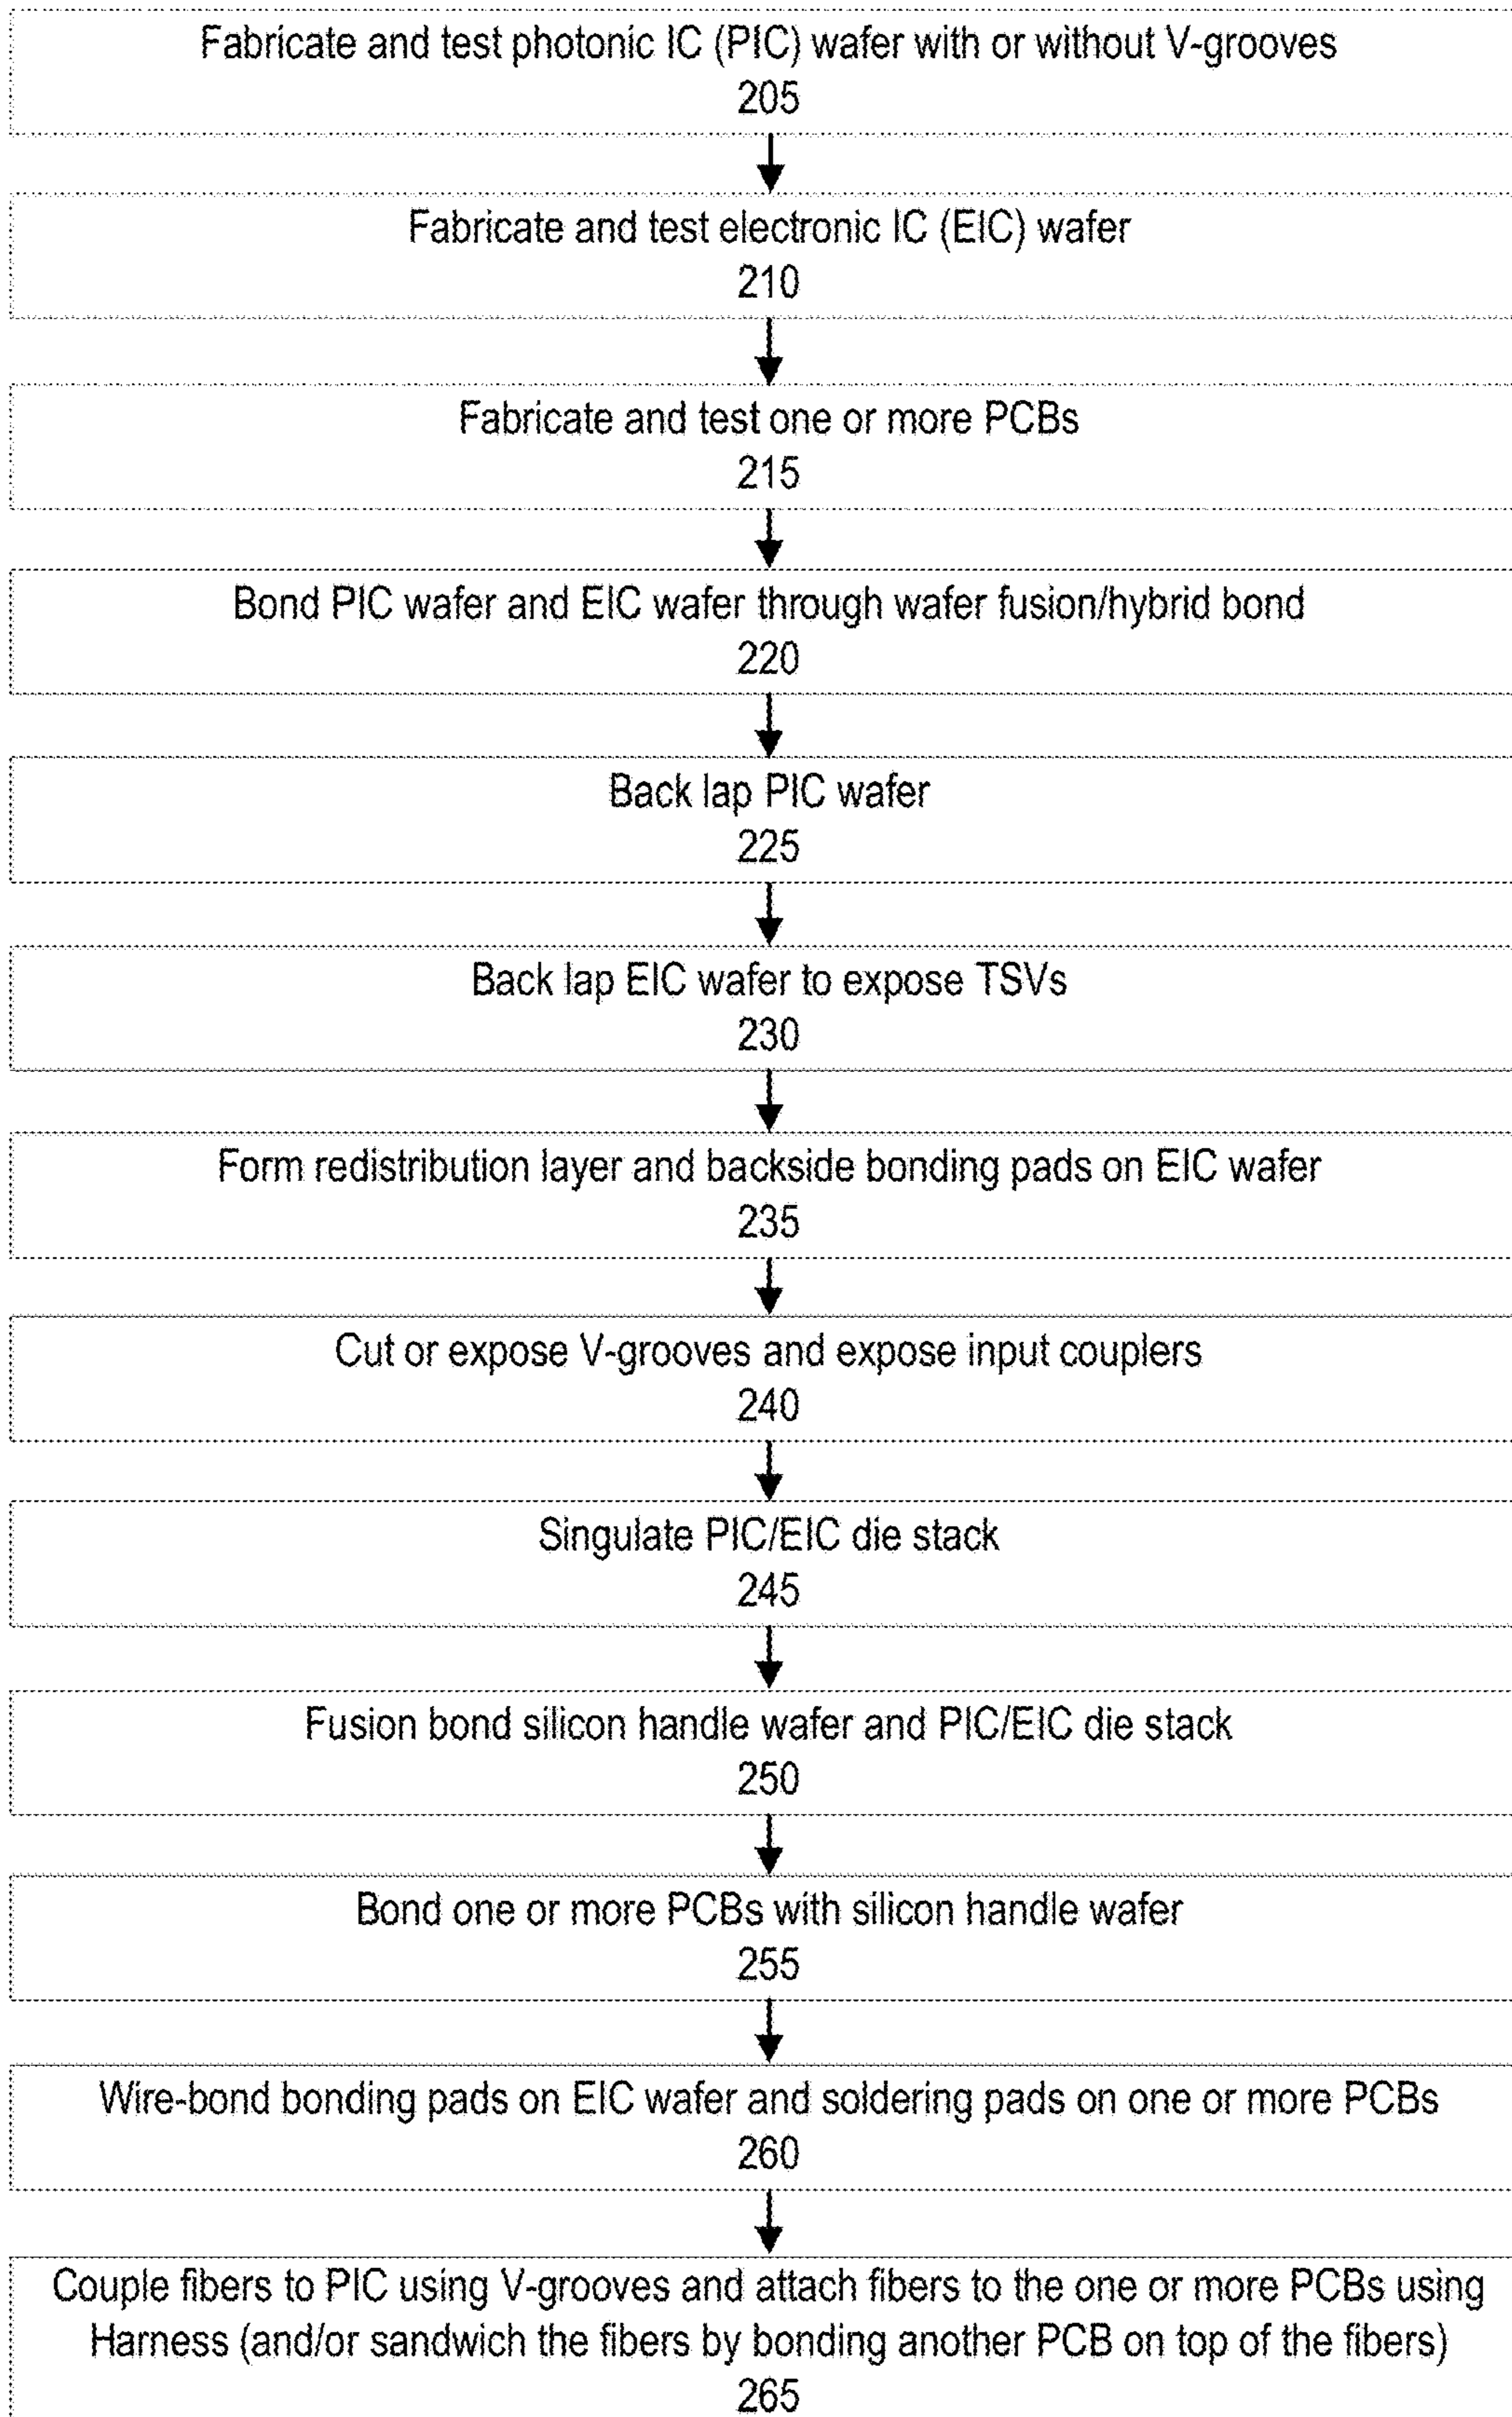 Fabricate and test photonic IC (PIC) wafer with or without V-grooves
205
Fabricate and test electronic IC (EIC) wafer
210
Fabricate and test one or more PCBs
215
Bond PIC wafer and EIC wafer through wafer fusion/hybrid bond
220
Back lap PIC wafer
225
Back lap EIC wafer to expose TSVs
230
Form redistribution layer and backside bonding pads on EIC wafer
235
Cut or expose V-grooves and expose input couplers
240
Singulate PIC/EIC die stack
245
Fusion bond silicon handle wafer and PIC/EIC die stack
250
Bond one or more PCBs with silicon handle wafer
255
Wire-bond bonding pads on EIC wafer and soldering pads on one or more PCBs
260
Couple fibers to PIC using V-grooves and attach fibers to the one or more PCBs using
Harness (and/or sandwich the fibers by bonding another PCB on top of the fibers)
265